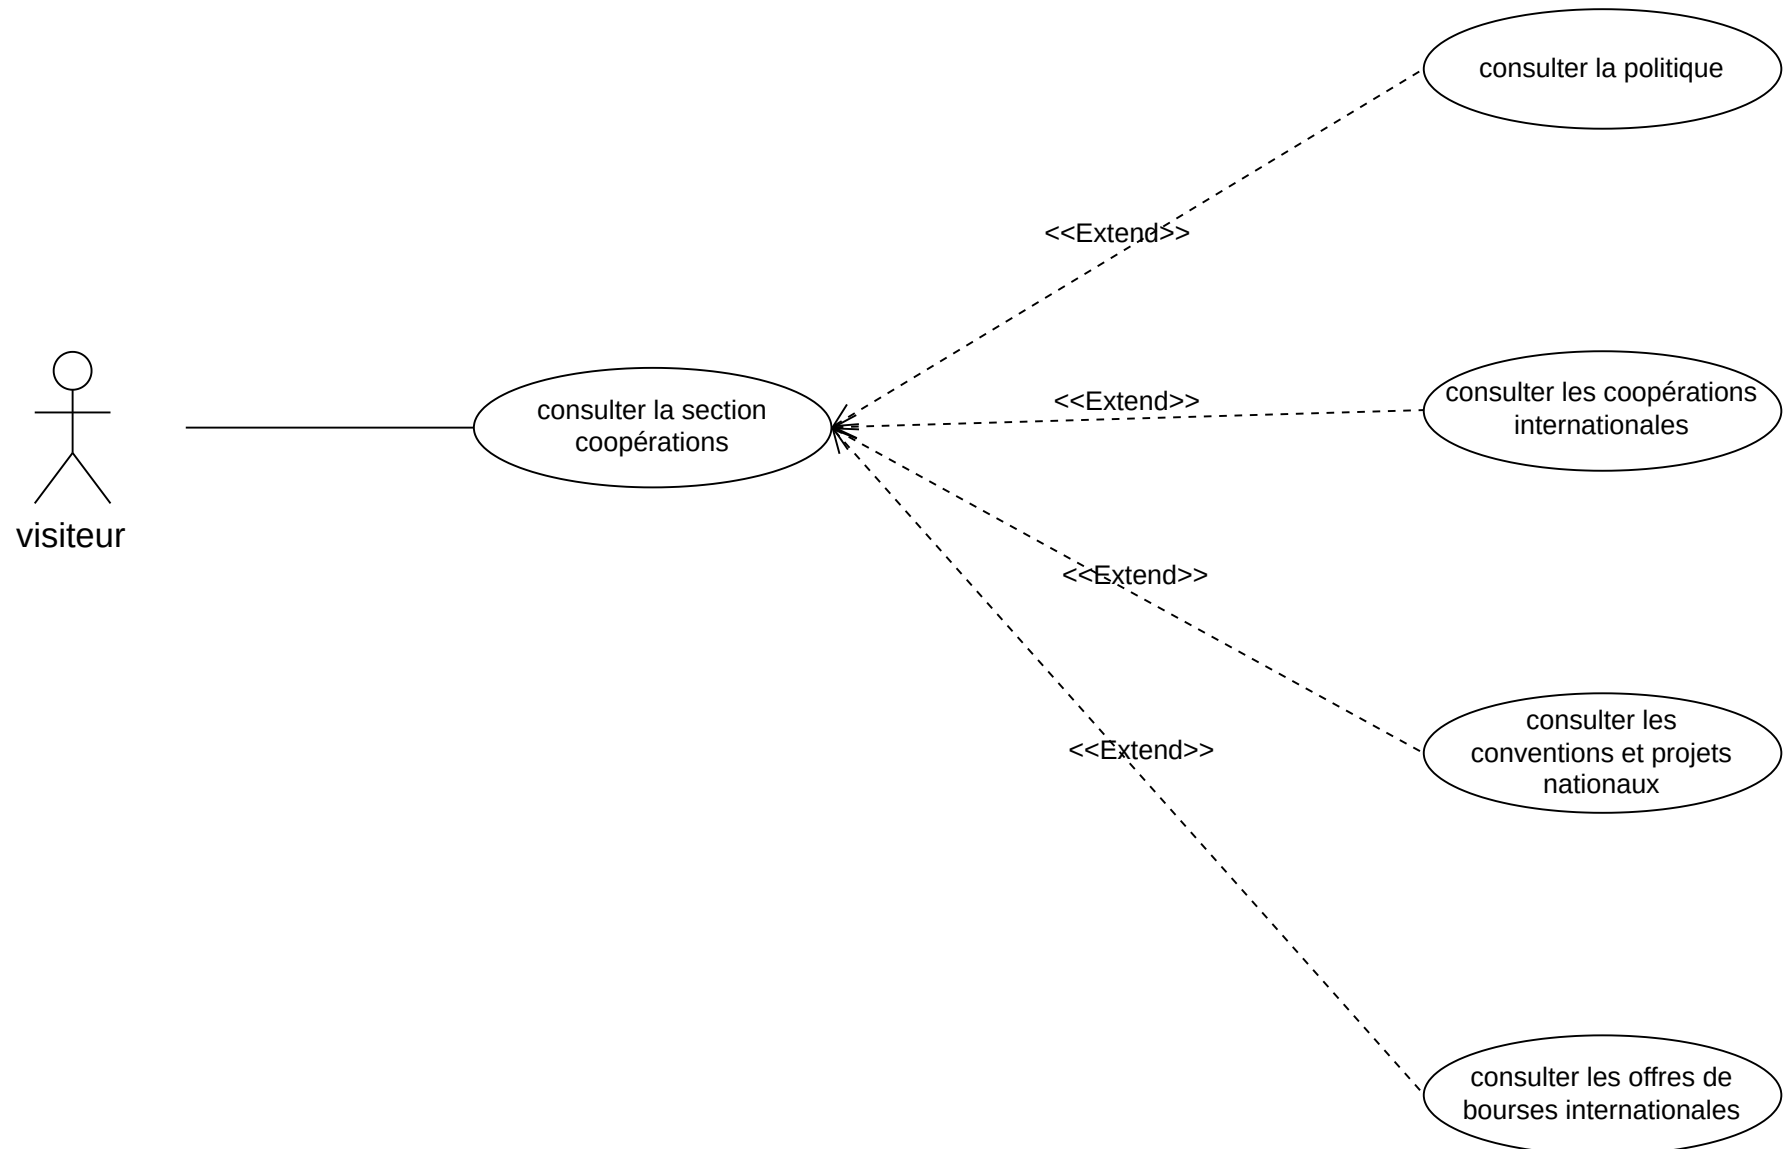 consulter la politique
<<Extend>>
consulter les coopérations
internationales
<<Extend>>
consulter la section
coopérations
visiteur
<<Extend>>
consulter les
conventions et projets
nationaux
<<Extend>>
consulter les offres de
bourses internationales